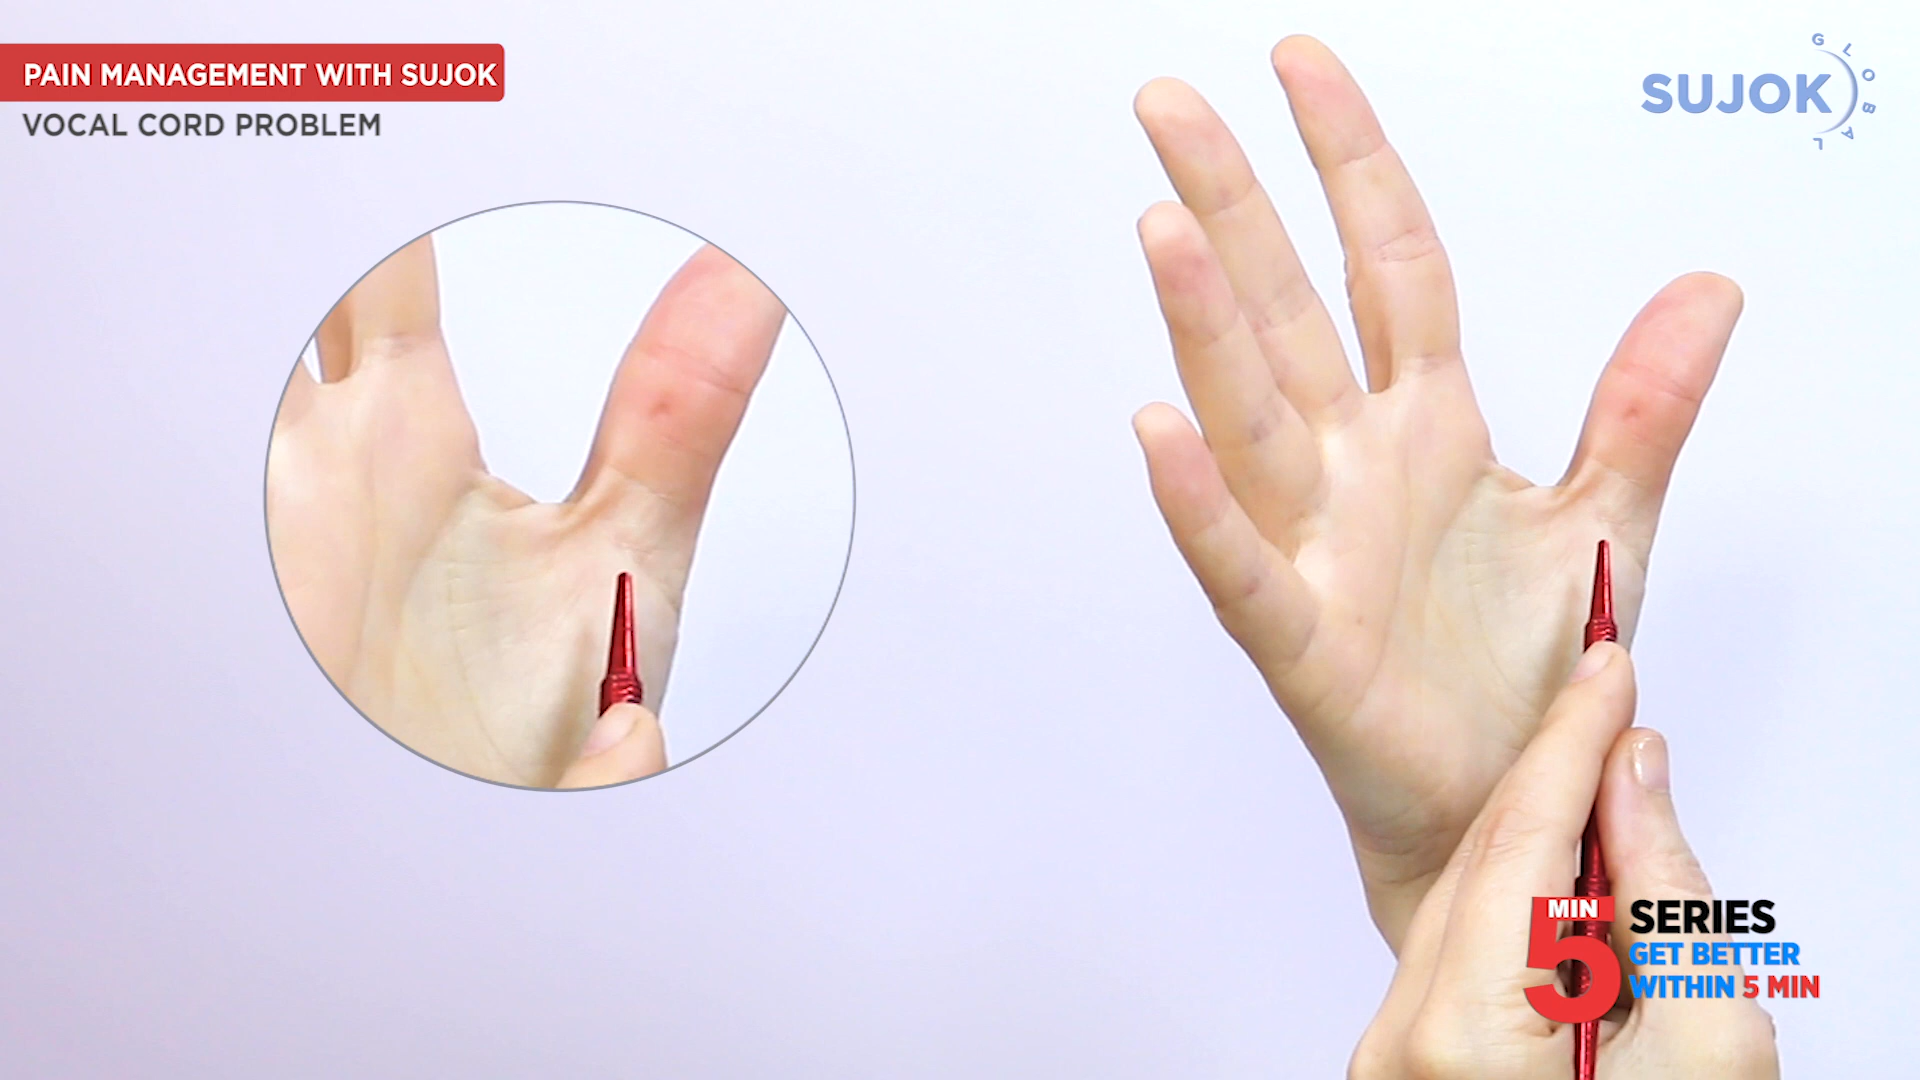 PAIN MANAGEMENT WITH SUJOK
VOCAL CORD PROBLEM
SUJOK
GLOBAL
MIN
5
SERIES
GET BETTER
WITHIN 5 MIN